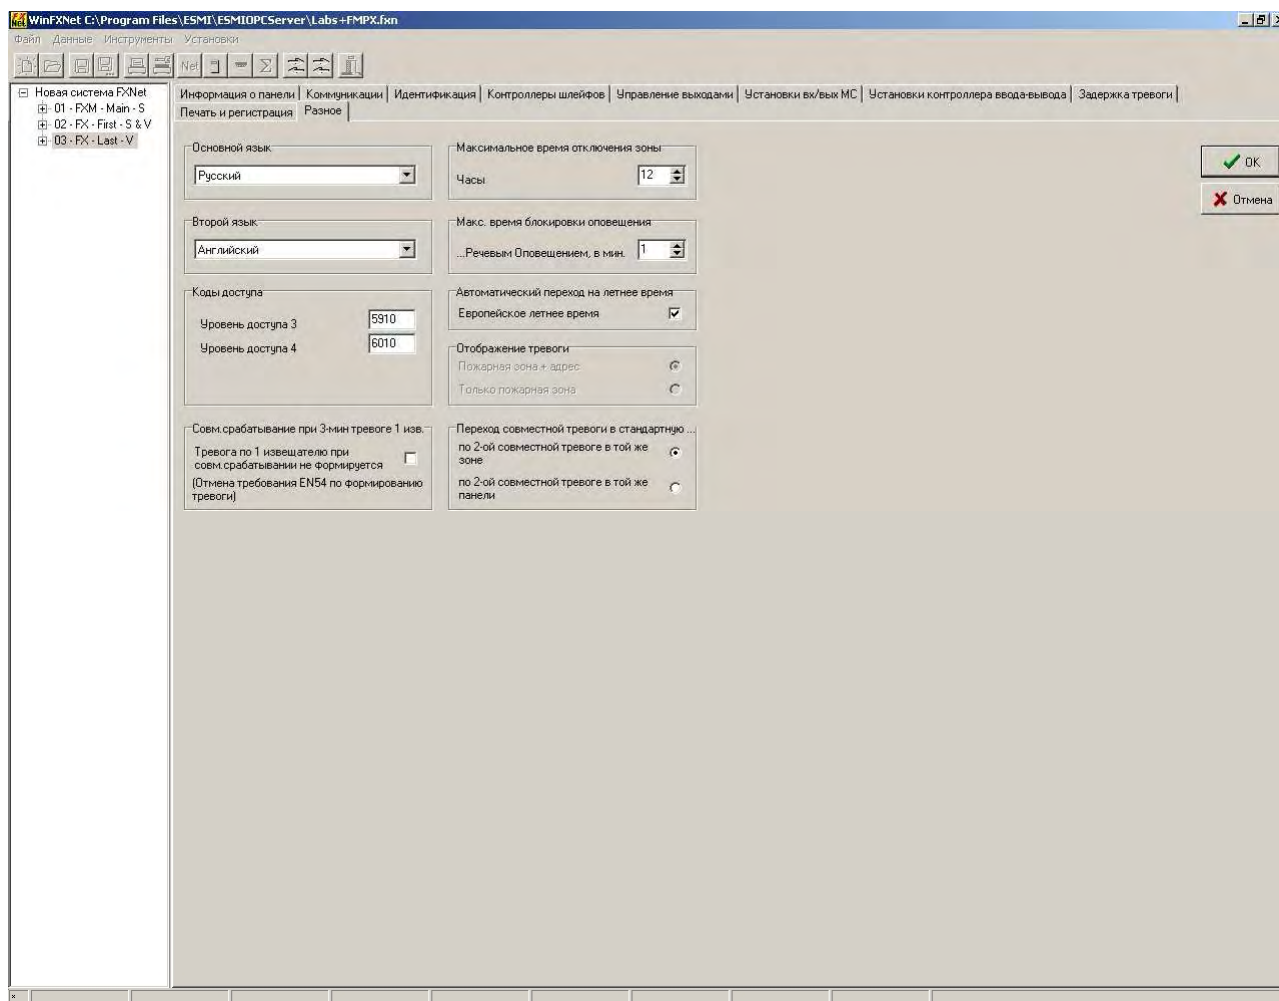 WinFXNet C:\Program Files\ESMI\ESMIOPCServer\Labs+FMPX.fxn
Файл Данные Инструменты Установки
Net Σ
Новая система FXNet
01 - FXM - Main - S
02 - FX - First - S & V
03 - FX - Last - V
Информация о панели Коммуникации Идентификация Контроллеры шлейфов Управление выходами Установки вх/вых МС Установки контроллера ввода-вывода Задержка тревоги
Печать и регистрация Разное
Основной язык
Русский
Второй язык
Английский
Коды доступа
Уровень доступа 3 5910
Уровень доступа 4 6010
Совм.срабатывание при 3-мин тревоге 1 изв.
Тревога по 1 извещателю при
совм.срабатывании не формируется
(Отмена требования EN54 по формированию
тревоги)
Максимальное время отключения зоны
Часы 12
Макс. время блокировки оповещения
...Речевым Оповещением, в мин. 1
Автоматический переход на летнее время
Европейское летнее время
Отображение тревоги
Пожарная зона + адрес
Только пожарная зона
Переход совместной тревоги в стандартную ...
по 2-ой совместной тревоге в той же
зоне
по 2-ой совместной тревоге в той же
панели
OK
Отмена